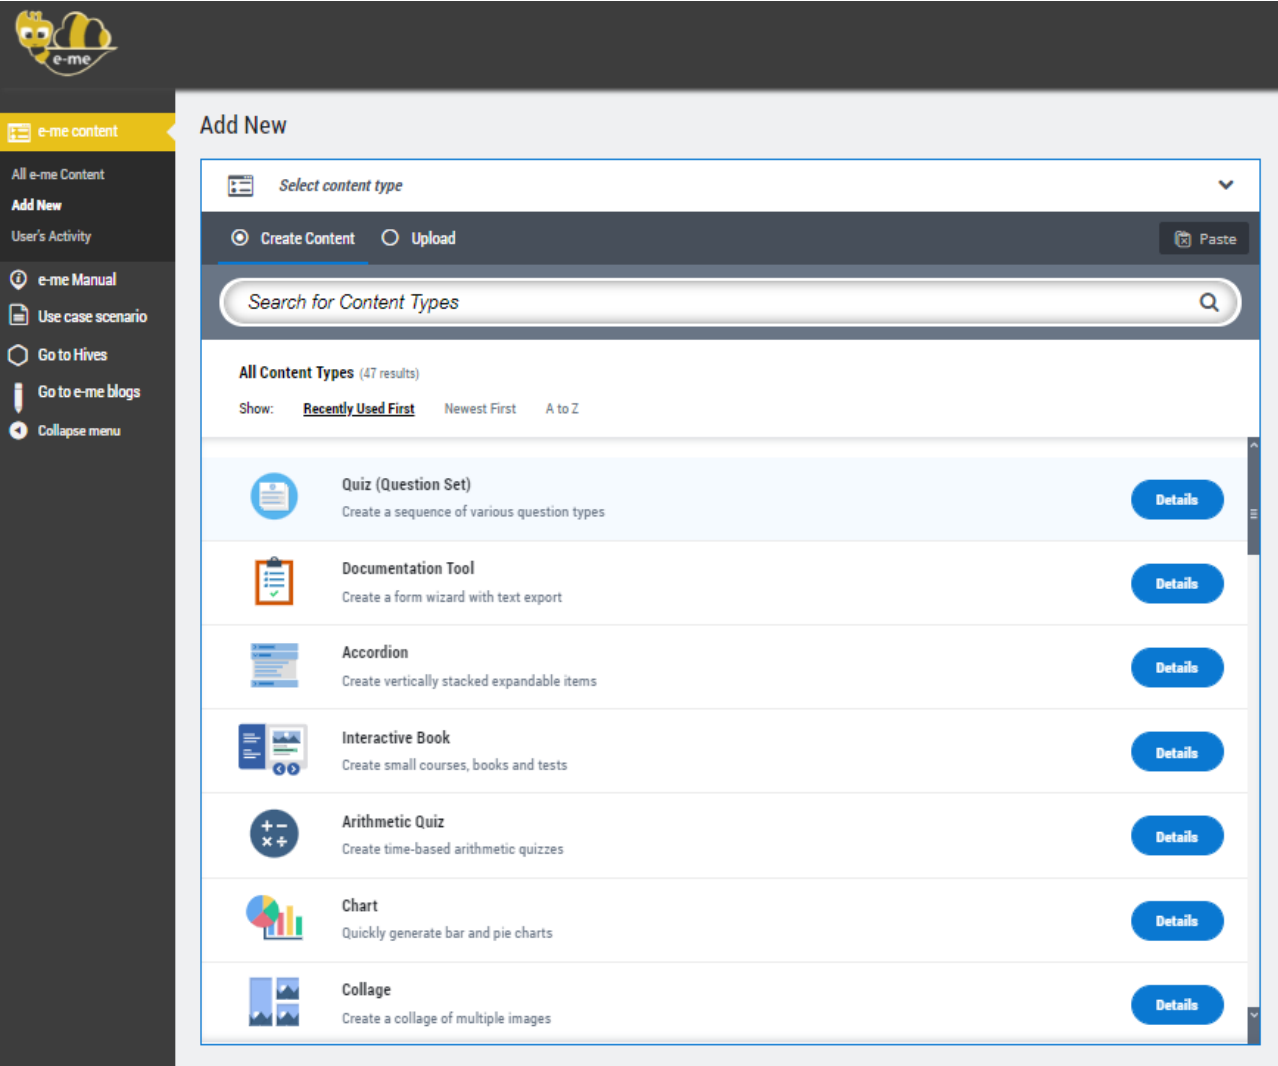 e-me
e-me content
All e-me Content
Add New
User's Activity
e-me Manual
Use case scenario
Go to Hives
Go to e-me blogs
Collapse menu
Add New
Select content type
Create Content Upload Paste
Search for Content Types
All Content Types (47 results)
Show: Recently Used First Newest First A to Z
Quiz (Question Set)
Create a sequence of various question types
Details
Documentation Tool
Create a form wizard with text export
Details
Accordion
Create vertically stacked expandable items
Details
Interactive Book
Create small courses, books and tests
Details
Arithmetic Quiz
Create time-based arithmetic quizzes
Details
Chart
Quickly generate bar and pie charts
Details
Collage
Create a collage of multiple images
Details